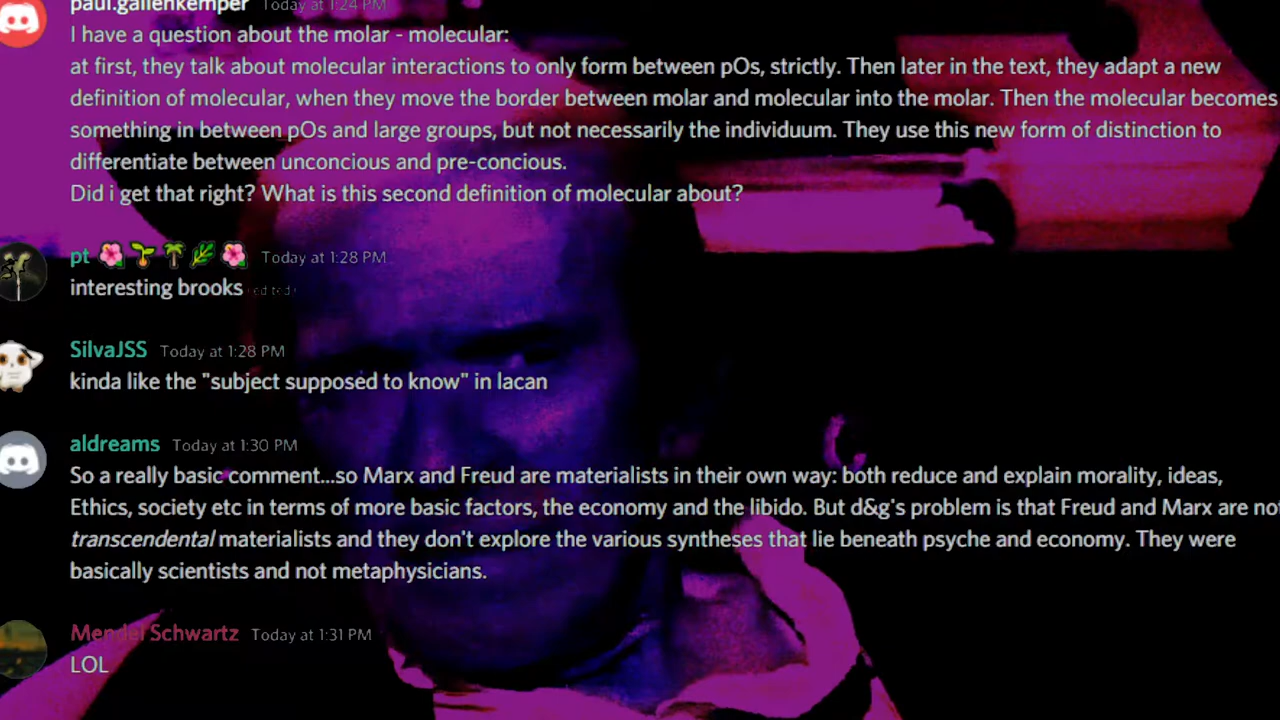 paul.gallenkemper Today at 1:24 PM
I have a question about the molar - molecular:
at first, they talk about molecular interactions to only form between pOs, strictly. Then later in the text, they adapt a new
definition of molecular, when they move the border between molar and molecular into the molar. Then the molecular becomes
something in between pOs and large groups, but not necessarily the individuum. They use this new form of distinction to
differentiate between unconcious and pre-concious.
Did i get that right? What is this second definition of molecular about?
pt 🌺🌱🌴🌿🌺 Today at 1:28 PM
interesting brooks (edited)
SilvaJSS Today at 1:28 PM
kinda like the "subject supposed to know" in lacan
aldreams Today at 1:30 PM
So a really basic comment...so Marx and Freud are materialists in their own way: both reduce and explain morality, ideas,
Ethics, society etc in terms of more basic factors, the economy and the libido. But d&g's problem is that Freud and Marx are not
transcendental materialists and they don't explore the various syntheses that lie beneath psyche and economy. They were
basically scientists and not metaphysicians.
Mendel Schwartz Today at 1:31 PM
LOL